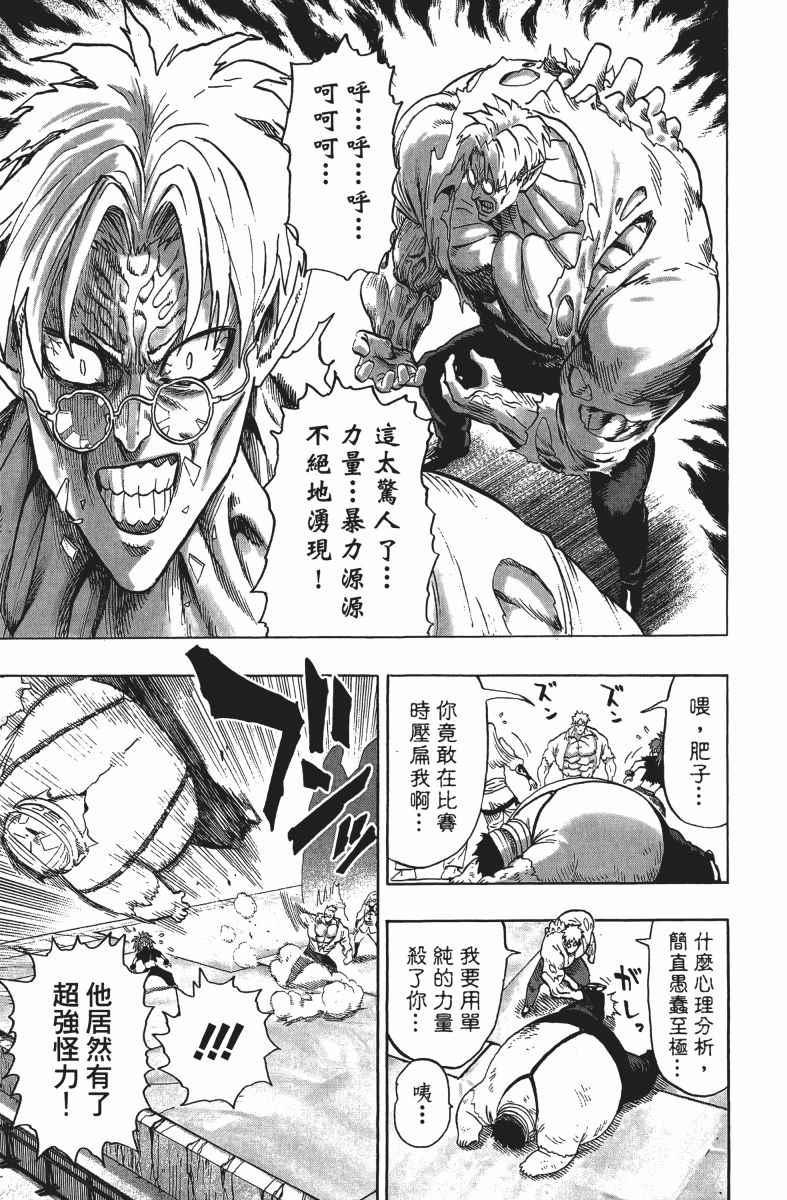 呼…呼…呼…
呵呵呵…
這太驚人了…
力量…暴力源源
不絕地湧現！
喂，肥子…
你竟敢在比賽
時壓扁我啊…
ズン
ズン
什麼心理分析，
簡直愚蠢至極…
我要用單
純的力量
殺了你…
咦…
ガしっ
ブン
!!!
他居然有了
超強怪力！